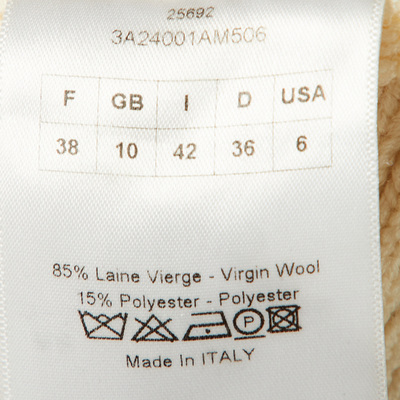 25692
3A24001AM506
F GB I D USA
38 10 42 36 6
85% Laine Vierge - Virgin Wool
15% Polyester - Polyester
P
Made In ITALY